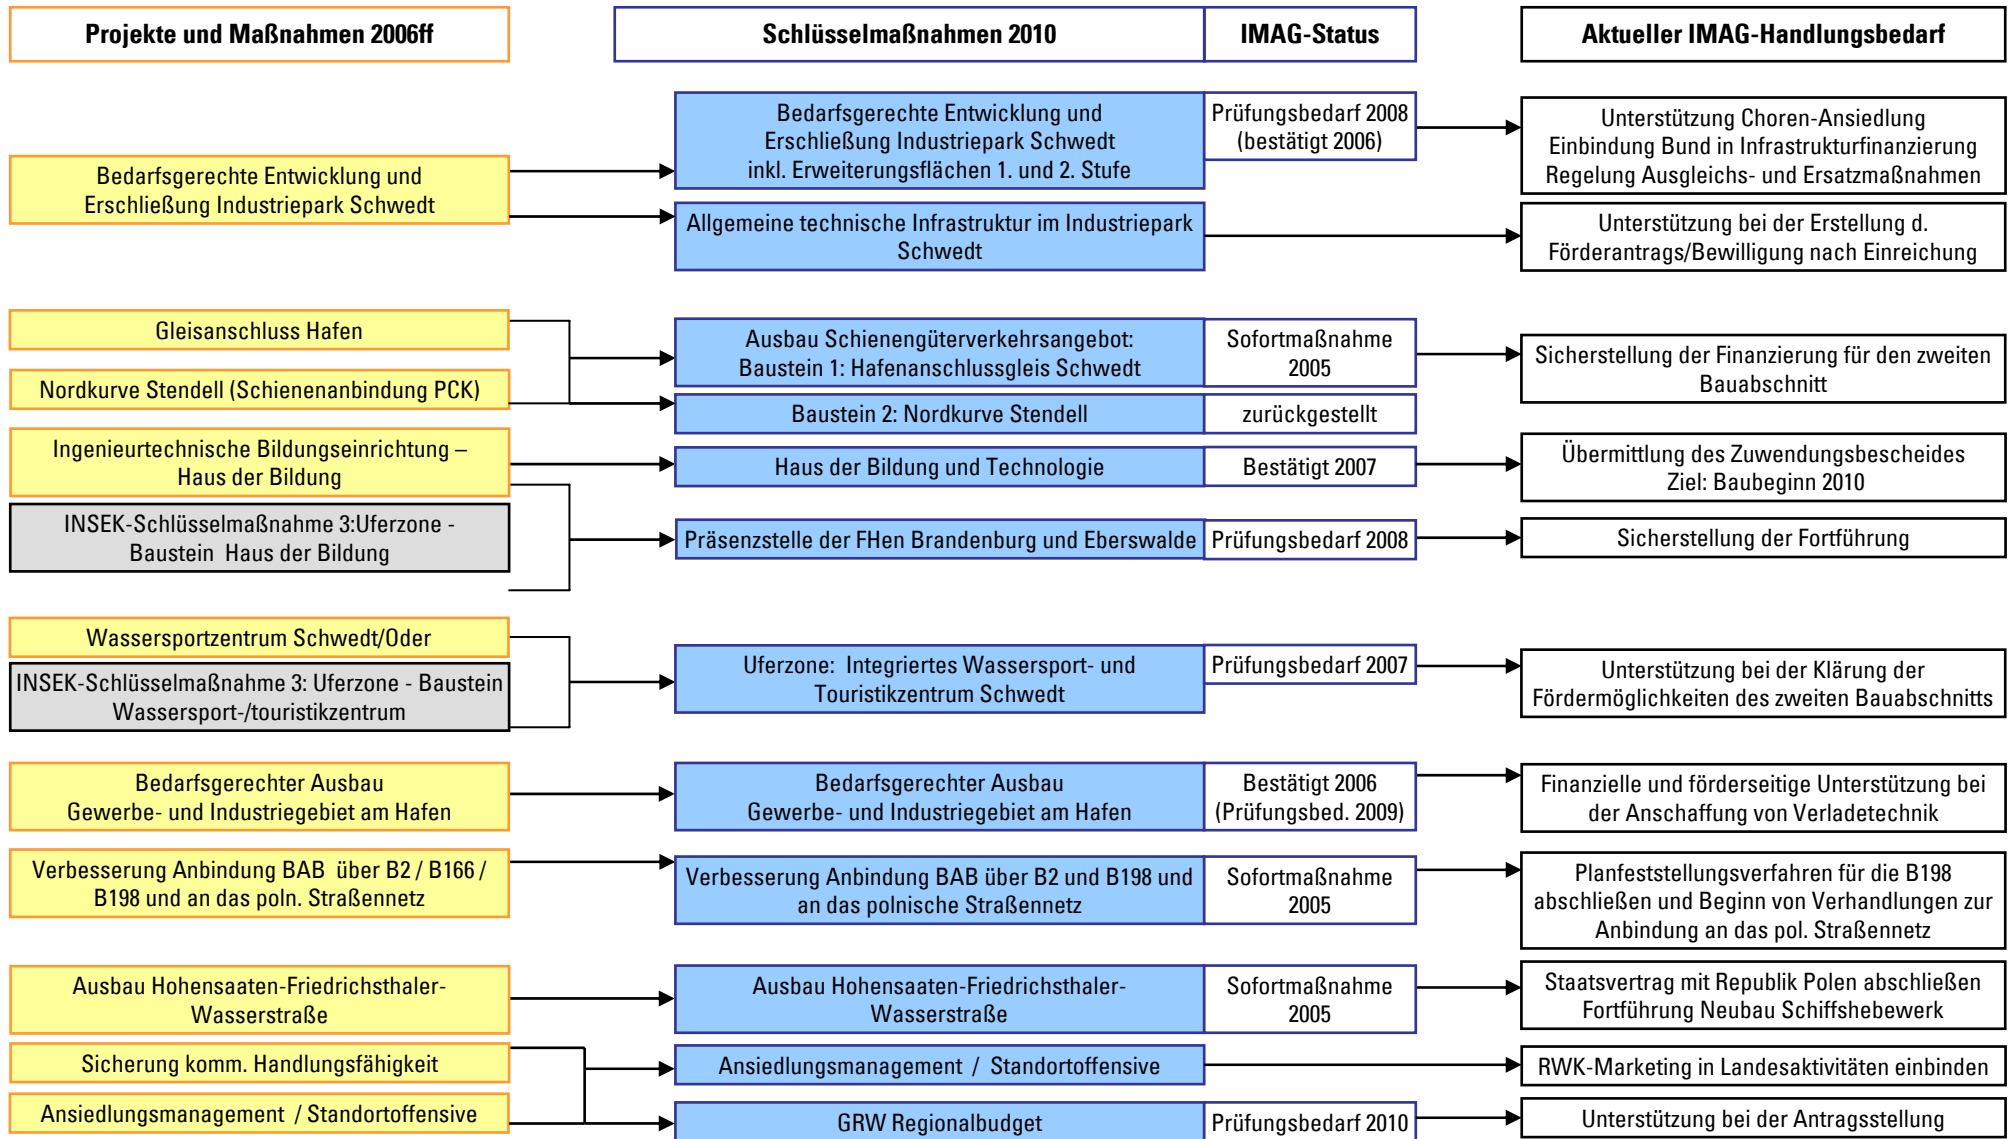 Projekte und Maßnahmen 2006ff
Schlüsselmaßnahmen 2010
IMAG-Status
Aktueller IMAG-Handlungsbedarf
Bedarfsgerechte Entwicklung und
Erschließung Industriepark Schwedt
Bedarfsgerechte Entwicklung und
Erschließung Industriepark Schwedt
inkl. Erweiterungsflächen 1. und 2. Stufe
Prüfungsbedarf 2008
(bestätigt 2006)
Unterstützung Choren-Ansiedlung
Einbindung Bund in Infrastrukturfinanzierung
Regelung Ausgleichs- und Ersatzmaßnahmen
Allgemeine technische Infrastruktur im Industriepark
Schwedt
Unterstützung bei der Erstellung d.
Förderantrags/Bewilligung nach Einreichung
Gleisanschluss Hafen
Nordkurve Stendell (Schienenanbindung PCK)
Ausbau Schienengüterverkehrsangebot:
Baustein 1: Hafenanschlussgleis Schwedt
Sofortmaßnahme
2005
Sicherstellung der Finanzierung für den zweiten
Bauabschnitt
Baustein 2: Nordkurve Stendell
zurückgestellt
Ingenieurtechnische Bildungseinrichtung –
Haus der Bildung
Haus der Bildung und Technologie
Bestätigt 2007
Übermittlung des Zuwendungsbescheides
Ziel: Baubeginn 2010
INSEK-Schlüsselmaßnahme 3:Uferzone -
Baustein  Haus der Bildung
Präsenzstelle der FHen Brandenburg und Eberswalde
Prüfungsbedarf 2008
Sicherstellung der Fortführung
Wassersportzentrum Schwedt/Oder
INSEK-Schlüsselmaßnahme 3: Uferzone - Baustein
Wassersport-/touristikzentrum
Uferzone:  Integriertes Wassersport- und
Touristikzentrum Schwedt
Prüfungsbedarf 2007
Unterstützung bei der Klärung der
Fördermöglichkeiten des zweiten Bauabschnitts
Bedarfsgerechter Ausbau
Gewerbe- und Industriegebiet am Hafen
Bedarfsgerechter Ausbau
Gewerbe- und Industriegebiet am Hafen
Bestätigt 2006
(Prüfungsbed. 2009)
Finanzielle und förderseitige Unterstützung bei
der Anschaffung von Verladetechnik
Verbesserung Anbindung BAB  über B2 / B166 /
B198 und an das poln. Straßennetz
Verbesserung Anbindung BAB über B2 und B198 und
an das polnische Straßennetz
Sofortmaßnahme
2005
Planfeststellungsverfahren für die B198
abschließen und Beginn von Verhandlungen zur
Anbindung an das pol. Straßennetz
Ausbau Hohensaaten-Friedrichsthaler-
Wasserstraße
Ausbau Hohensaaten-Friedrichsthaler-
Wasserstraße
Sofortmaßnahme
2005
Staatsvertrag mit Republik Polen abschließen
Fortführung Neubau Schiffshebewerk
Sicherung komm. Handlungsfähigkeit
Ansiedlungsmanagement  /  Standortoffensive
RWK-Marketing in Landesaktivitäten einbinden
Ansiedlungsmanagement  / Standortoffensive
GRW Regionalbudget
Prüfungsbedarf 2010
Unterstützung bei der Antragsstellung